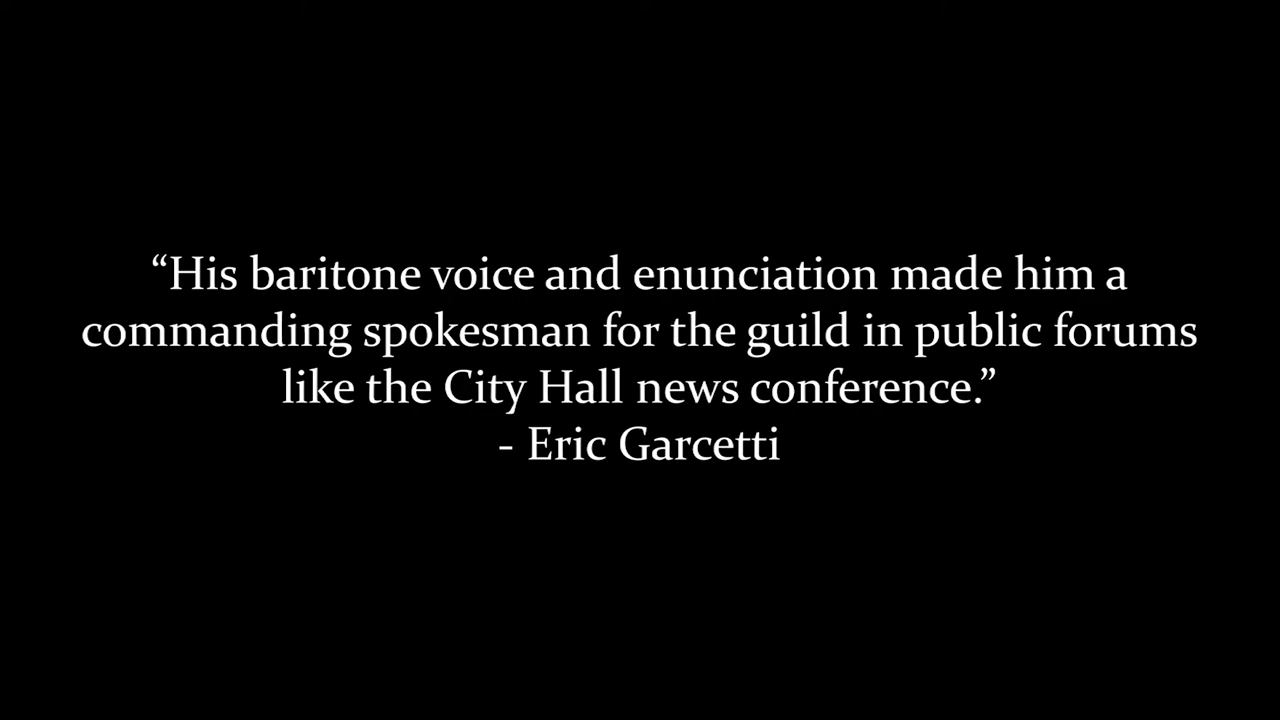 “His baritone voice and enunciation made him a
commanding spokesman for the guild in public forums
like the City Hall news conference.”
- Eric Garcetti